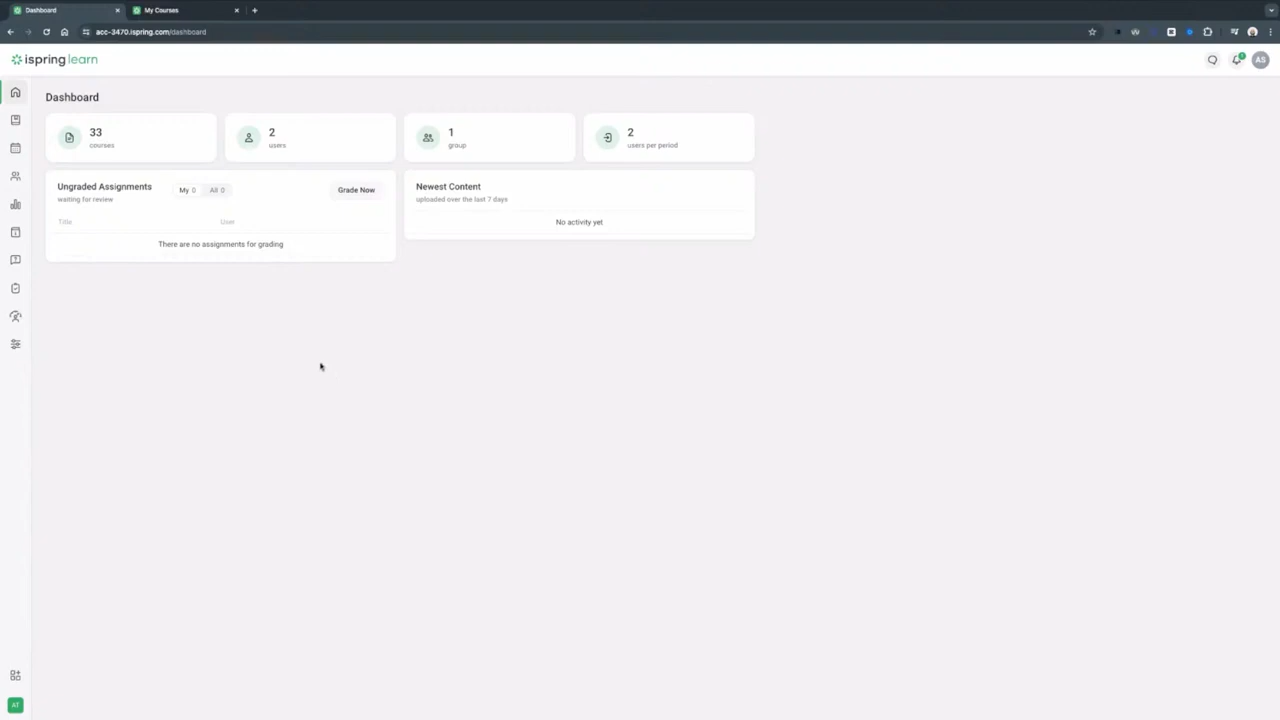 Dashboard
My Courses
acc-3470.ispring.com/dashboard
ispring learn
AS
Dashboard
33
courses
2
users
1
group
2
users per period
Ungraded Assignments
waiting for review
My 0
All 0
Grade Now
Title
User
There are no assignments for grading
Newest Content
uploaded over the last 7 days
No activity yet
AT